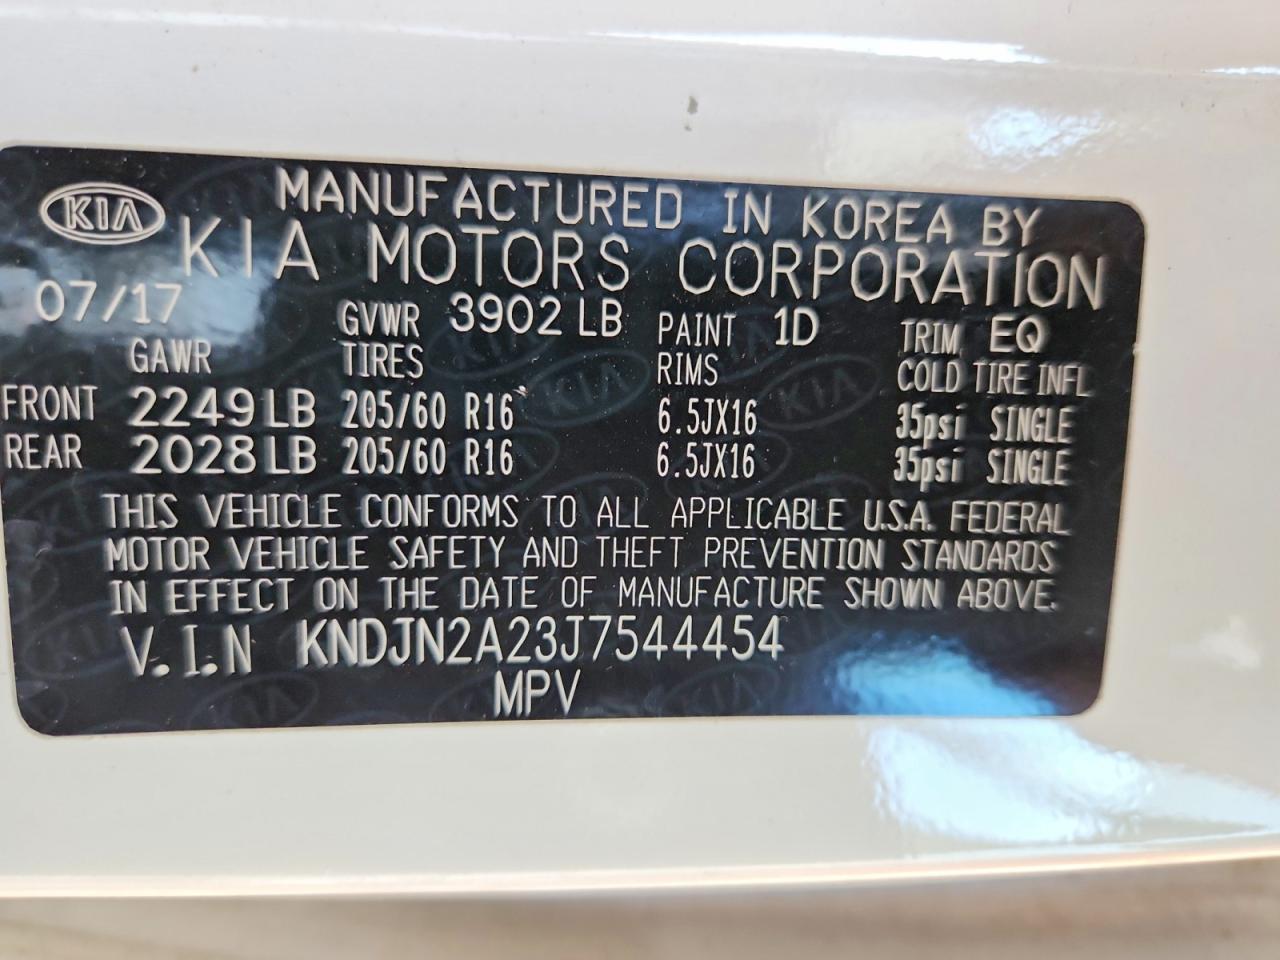 KIA MANUFACTURED IN KOREA BY
KIA MOTORS CORPORATION
07/17 GVWR 3902 LB PAINT 1D TRIM EQ
GAWR TIRES RIMS COLD TIRE INFL
FRONT 2249 LB 205/60 R16 6.5JX16 35psi SINGLE
REAR 2028 LB 205/60 R16 6.5JX16 35psi SINGLE
THIS VEHICLE CONFORMS TO ALL APPLICABLE U.S.A. FEDERAL
MOTOR VEHICLE SAFETY AND THEFT PREVENTION STANDARDS
IN EFFECT ON THE DATE OF MANUFACTURE SHOWN ABOVE.
V.I.N KNDJN2A23J7544454
MPV